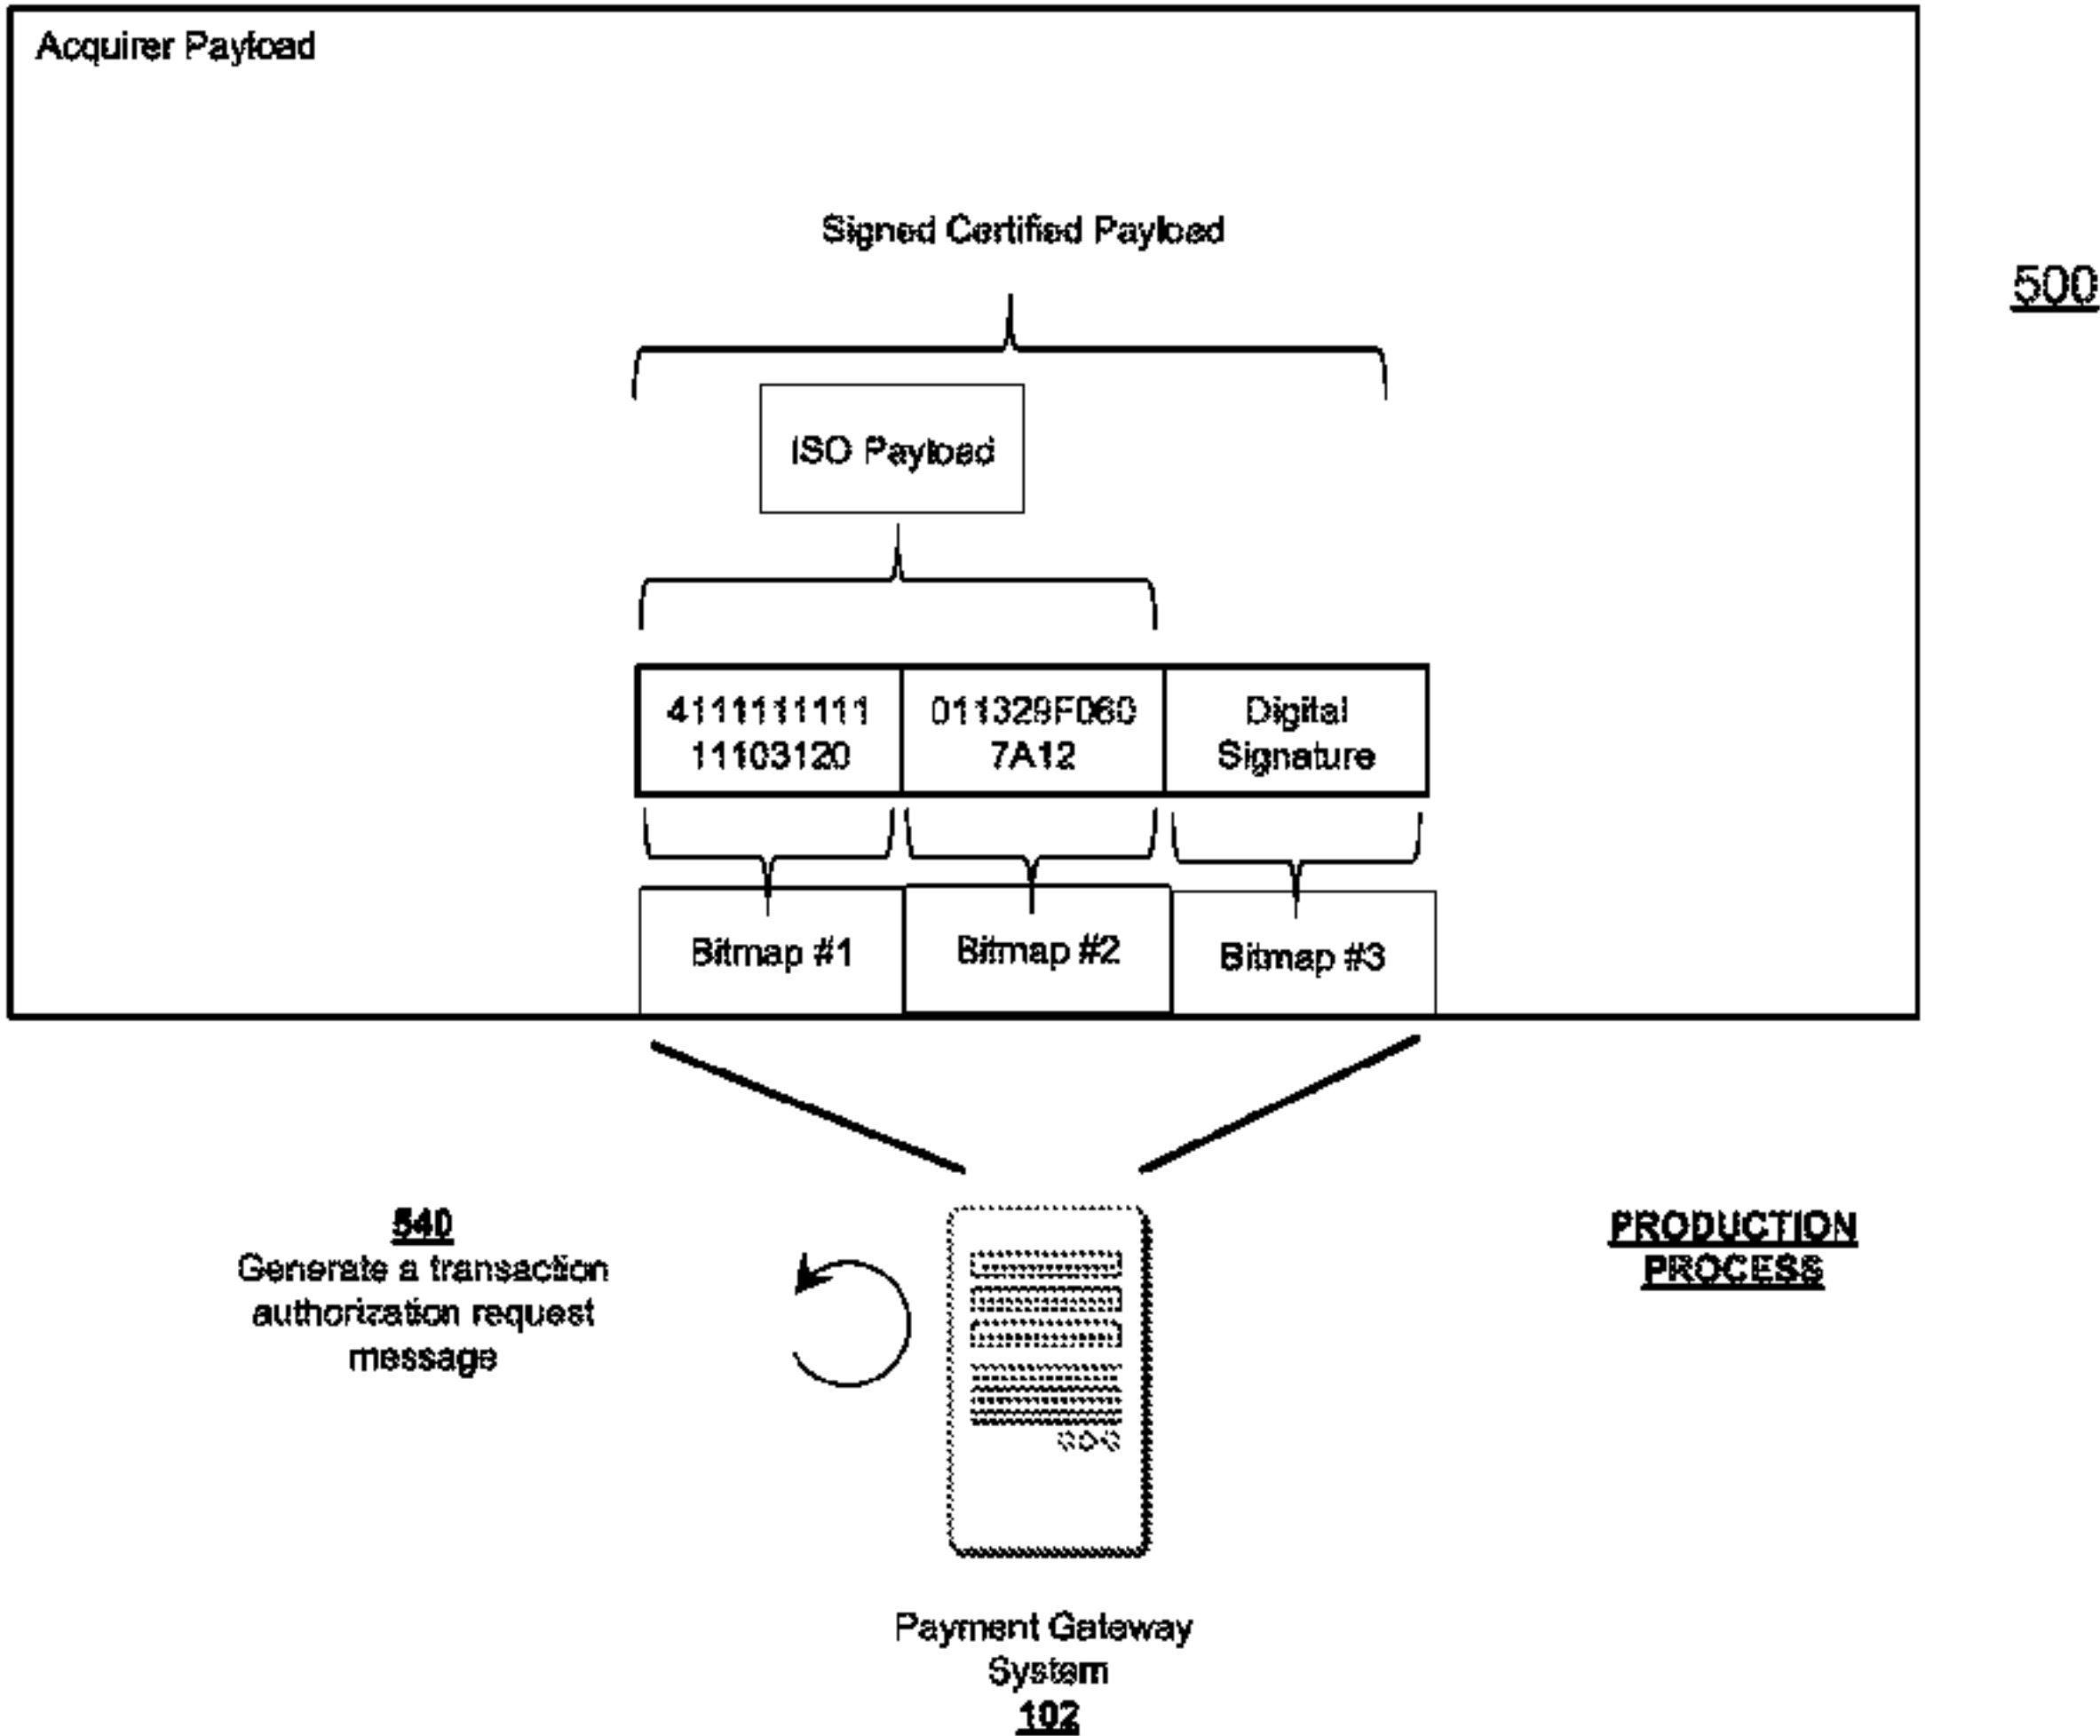 Acquirer Payload
Signed Certified Payload
500
ISO Payload
4111111111
11103120
011329F060
7A12
Digital
Signature
Bitmap #1
Bitmap #2
Bitmap #3
540
Generate a transaction
authorization request
message
PRODUCTION
PROCESS
Payment Gateway
System
102